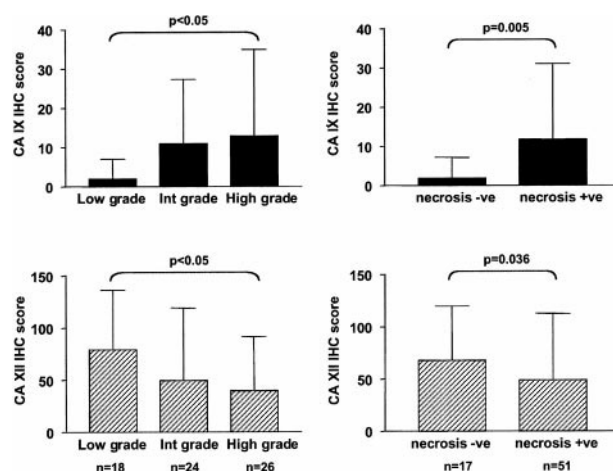 p<0.05
CA IX IHC score
40
30
20
10
0
Low grade Int grade High grade
p=0.005
CA IX IHC score
40
30
20
10
0
necrosis -ve necrosis +ve
p<0.05
CA XII IHC score
150
100
50
0
Low grade Int grade High grade
n=18 n=24 n=26
p=0.036
CA XII IHC score
150
100
50
0
necrosis -ve necrosis +ve
n=17 n=51